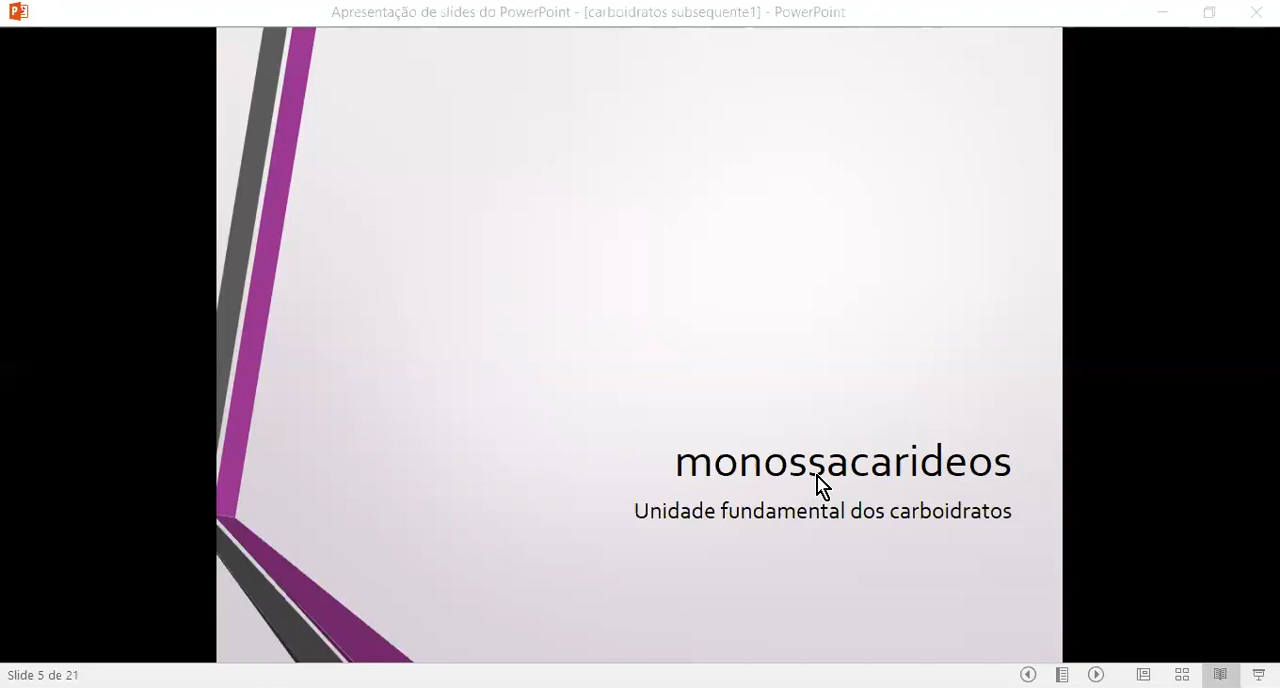 Apresentação de slides do PowerPoint - [carboidratos subsequente1] - PowerPoint
monossacarideos
Unidade fundamental dos carboidratos
Slide 5 de 21